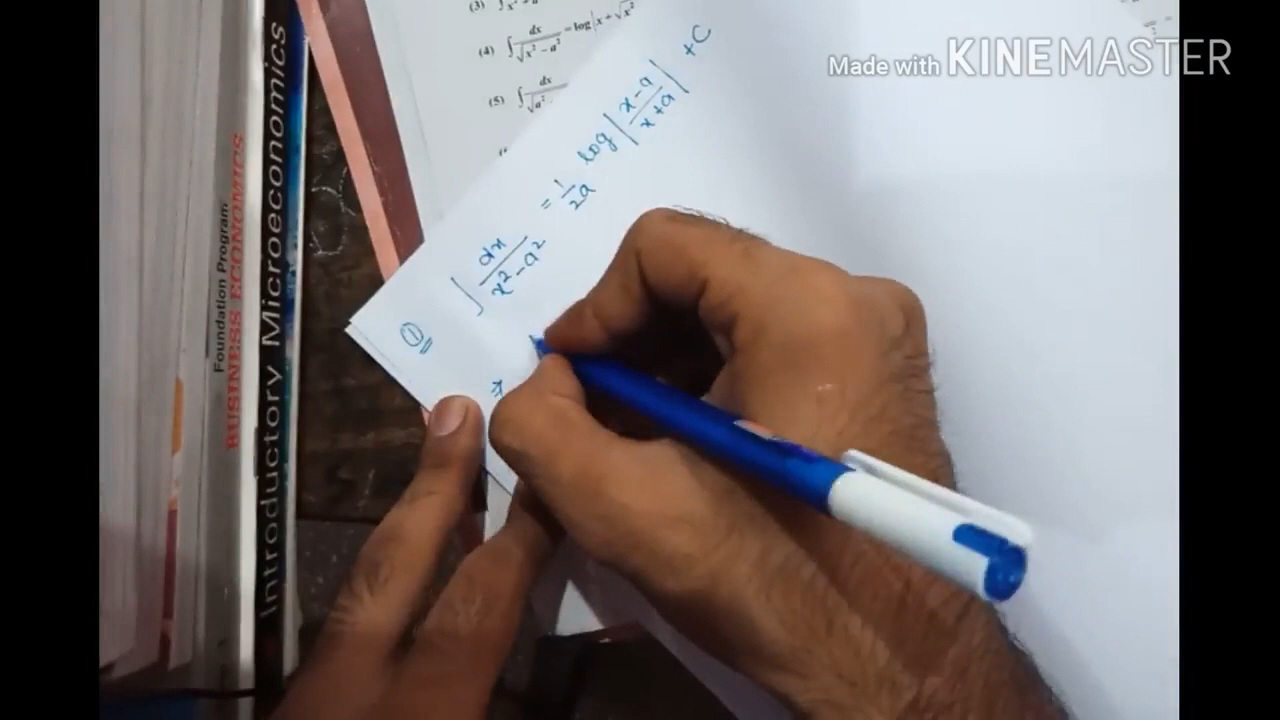 Made with KINEMASTER
(3)
(4) ∫ dx/√(x² − a²) = log|x + √x²
(5) ∫ dx/√a²
① ∫ dx/(x² − a²) = 1/2a log|(x − a)/(x + a)| + C
⇒
Foundation Program
BUSINESS ECONOMICS
Introductory Microeconomics